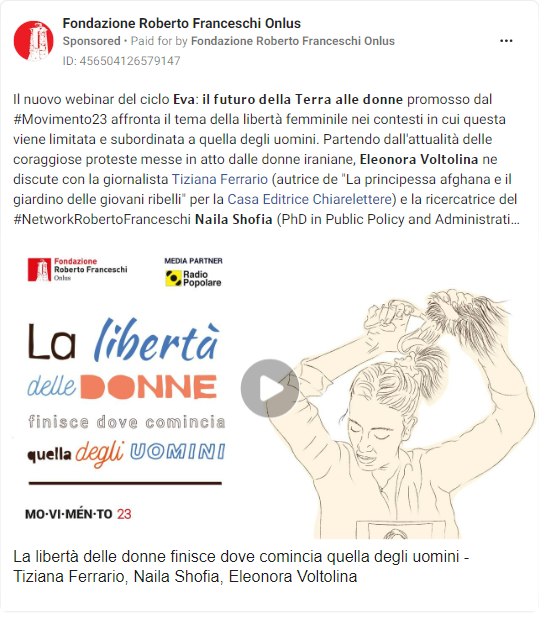 Fondazione Roberto Franceschi Onlus
Sponsored • Paid for by Fondazione Roberto Franceschi Onlus
ID: 456504126579147
Il nuovo webinar del ciclo Eva: il futuro della Terra alle donne promosso dal
#Movimento23 affronta il tema della libertà femminile nei contesti in cui questa
viene limitata e subordinata a quella degli uomini. Partendo dall'attualità delle
coraggiose proteste messe in atto dalle donne iraniane, Eleonora Voltolina ne
discute con la giornalista Tiziana Ferrario (autrice de "La principessa afghana e il
giardino delle giovani ribelli" per la Casa Editrice Chiarelettere) e la ricercatrice del
#NetworkRobertoFranceschi Naila Shofia (PhD in Public Policy and Administrati...
Fondazione
Roberto Franceschi
Onlus
MEDIA PARTNER
Radio
Popolare
La libertà
delle DONNE
finisce dove comincia
quella degli UOMINI
MO·VI·MÉN·TO 23
La libertà delle donne finisce dove comincia quella degli uomini -
Tiziana Ferrario, Naila Shofia, Eleonora Voltolina